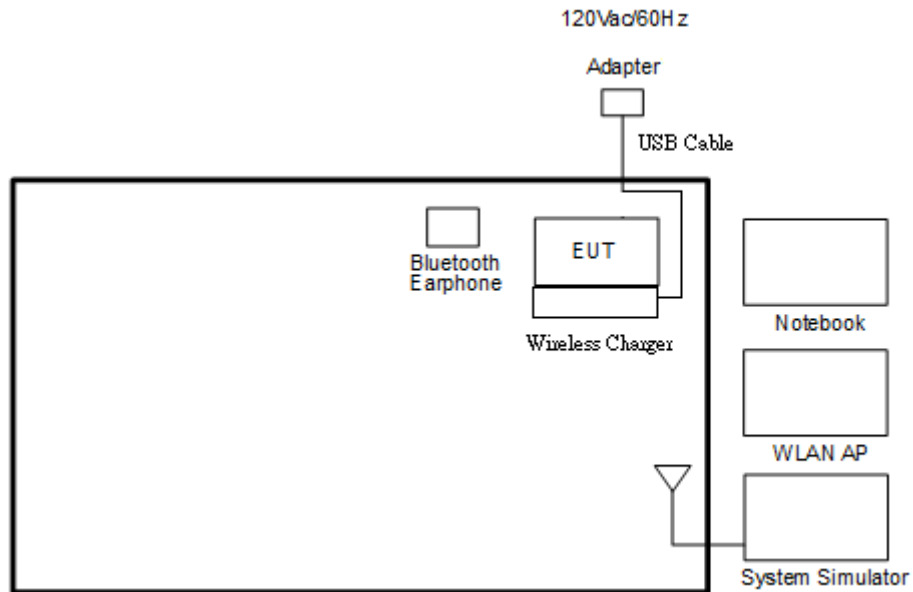 120Vac/60Hz
Adapter
USB Cable
Bluetooth
Earphone
EUT
Wireless Charger
Notebook
WLAN AP
System Simulator